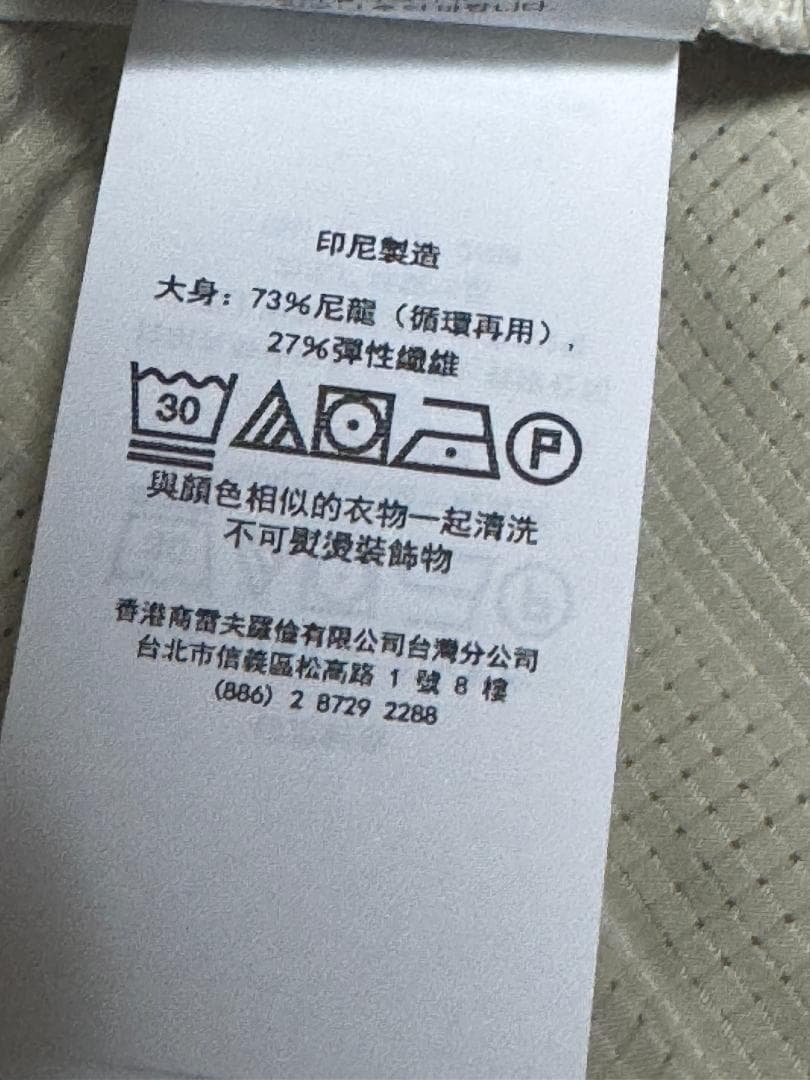 印尼製造
大身：73%尼龍（循環再用），
27%彈性纖維
30
P
與顏色相似的衣物一起清洗
不可熨燙裝飾物
香港商雷夫羅倫有限公司台灣分公司
台北市信義區松高路 1 號 8 樓
(886) 2 8729 2288